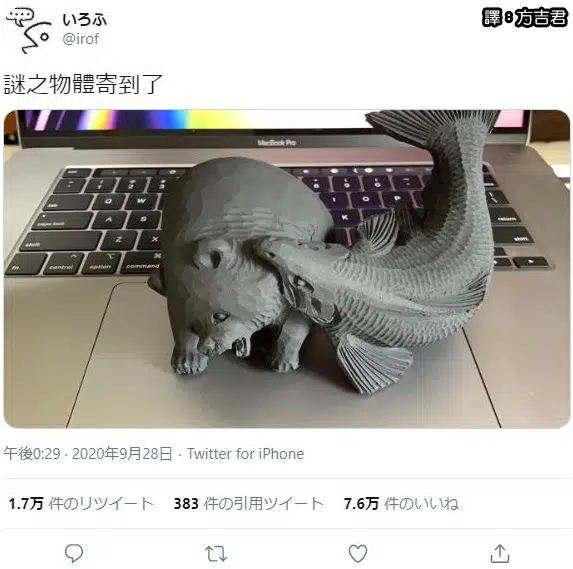 譯:方吉君
いろふ
@irof
謎之物體寄到了
MacBook Pro
Q W
tab
A S
caps lock
K
return
shift
Z X
shift
fn control option command
午後0:29 · 2020年9月28日 · Twitter for iPhone
1.7万 件のリツイート 383 件の引用ツイート 7.6万 件のいいね